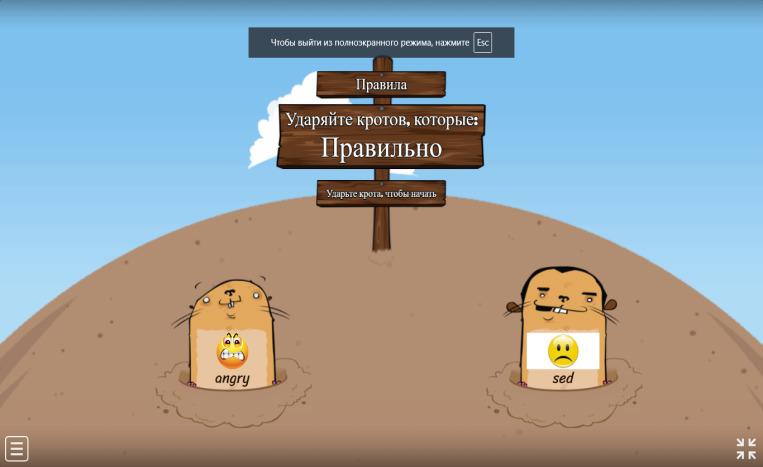 Чтобы выйти из полноэкранного режима, нажмите Esc
Правила
Ударяйте кротов, которые:
Правильно
Ударьте крота, чтобы начать
angry
sed